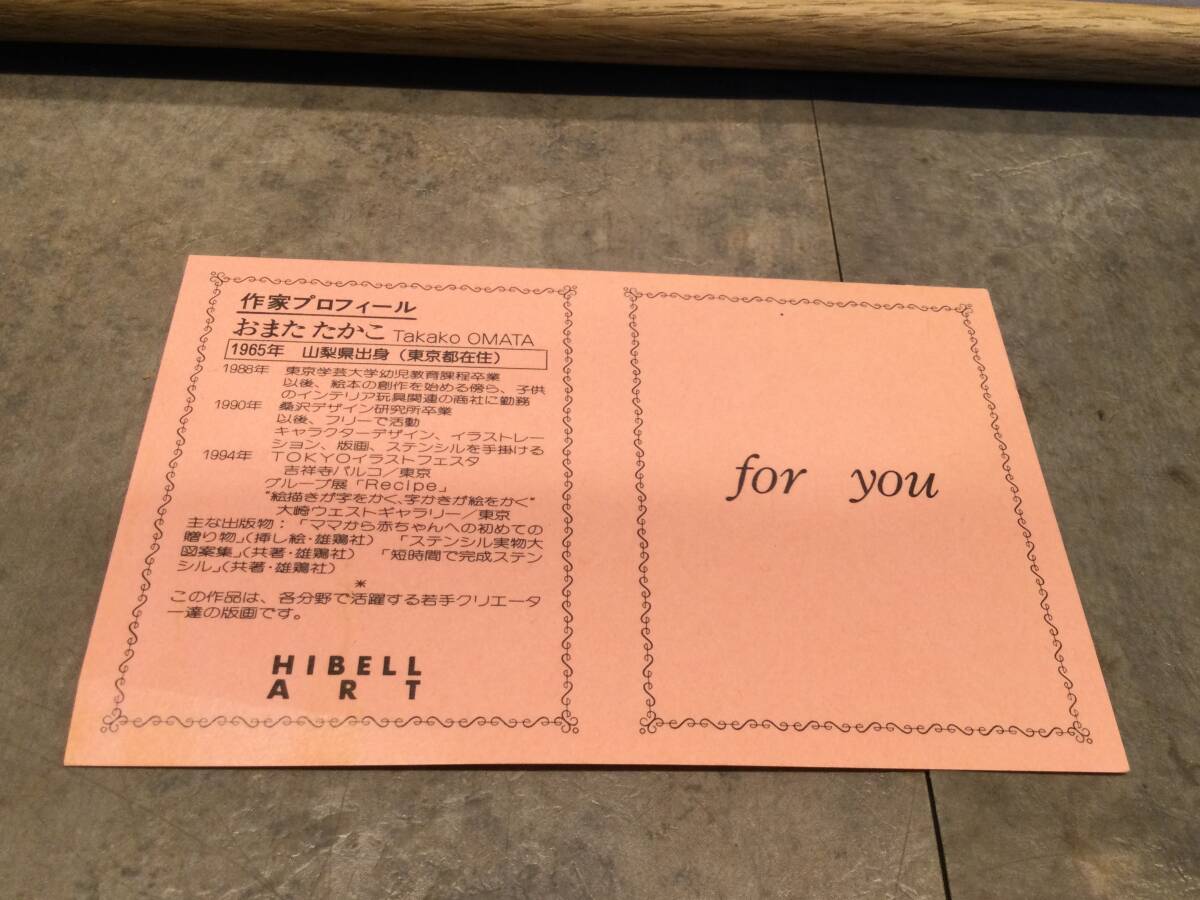 作家プロフィール
おまた たかこ Takako OMATA
1965年 山梨県出身（東京都在住）
1988年 東京学芸大学幼児教育課程卒業
以後、絵本の創作を始める傍ら、子供
のインテリア玩具関連の商社に勤務
1990年 桑沢デザイン研究所卒業
以後、フリーで活動
キャラクターデザイン、イラストレー
ション、版画、ステンシルを手掛ける
1994年 TOKYOイラストフェスタ
吉祥寺パルコ／東京
グループ展「Recipe」
"絵描きが字をかく、字かきが絵をかく"
大崎ウエストギャラリー／東京
主な出版物：「ママから赤ちゃんへの初めての
贈り物」（挿し絵・雄鶏社） 「ステンシル実物大
図案集」（共著・雄鶏社） 「短時間で完成ステン
シル」（共著・雄鶏社）
*
この作品は、各分野で活躍する若手クリエータ
ー達の版画です。
HIBELL
ART
for you